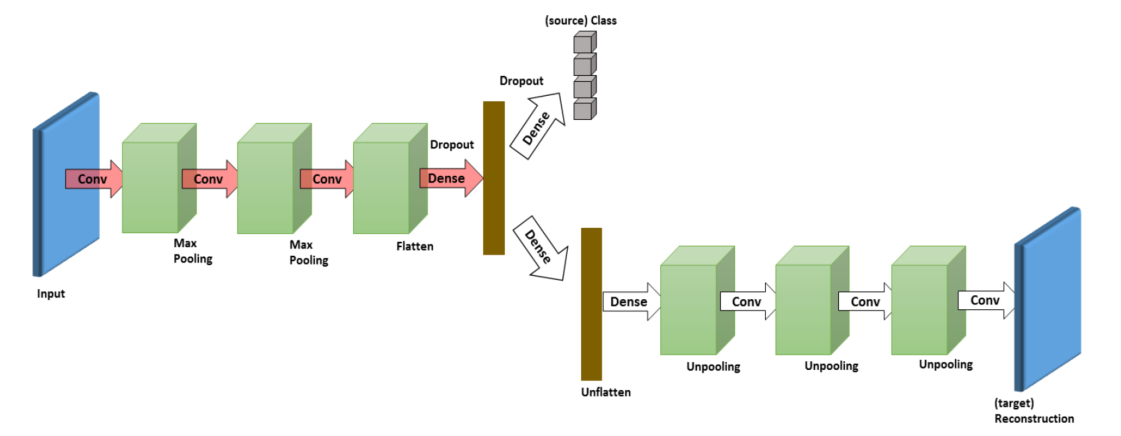 (source) Class
Dropout
Dense
Dropout
Conv
Conv
Conv
Dense
Max
Pooling
Max
Pooling
Flatten
Input
Dense
Dense
Conv
Conv
Conv
Unpooling
Unpooling
Unpooling
Unflatten
(target)
Reconstruction